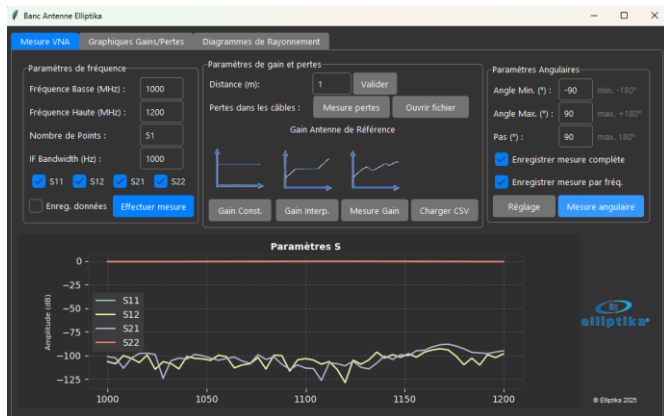 Banc Antenne Elliptika
Mesure VNA Graphiques Gains/Pertes Diagrammes de Rayonnement
Paramètres de fréquence
Fréquence Basse (MHz) : 1000
Fréquence Haute (MHz) : 1200
Nombre de Points : 51
IF Bandwidth (Hz) : 1000
S11 S12 S21 S22
Enreg. données Effectuer mesure
Paramètres de gain et pertes
Distance (m): 1 Valider
Pertes dans les câbles : Mesure pertes Ouvrir fichier
Gain Antenne de Référence
Gain Const. Gain Interp. Mesure Gain Charger CSV
Paramètres Angulaires
Angle Min. (°) : -90 min. -180°
Angle Max. (°) : 90 max. +180°
Pas (°) : 90 max. 180°
Enregistrer mesure complète
Enregistrer mesure par fréq.
Réglage Mesure angulaire
Paramètres S
Amplitude (dB)
0
−25
−50
−75
−100
−125
S11
S12
S21
S22
1000 1050 1100 1150 1200
elliptika
© Elliptika 2025